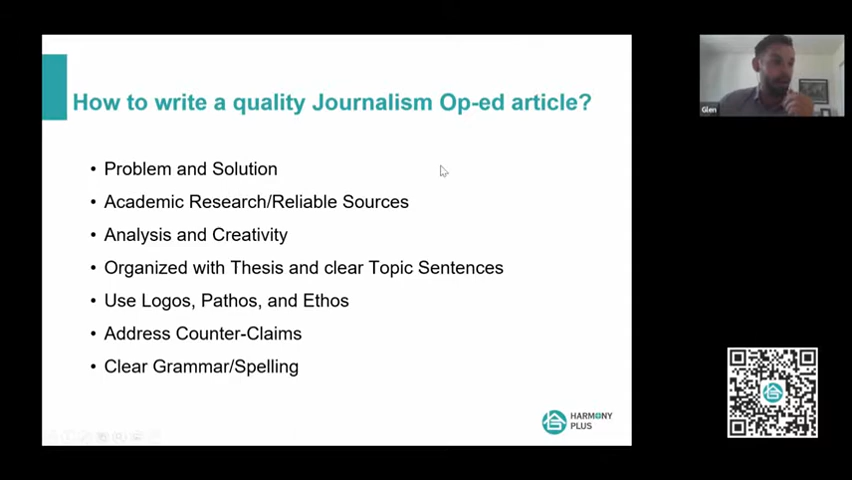 How to write a quality Journalism Op-ed article?
• Problem and Solution
• Academic Research/Reliable Sources
• Analysis and Creativity
• Organized with Thesis and clear Topic Sentences
• Use Logos, Pathos, and Ethos
• Address Counter-Claims
• Clear Grammar/Spelling
HARMONY
PLUS
Glen